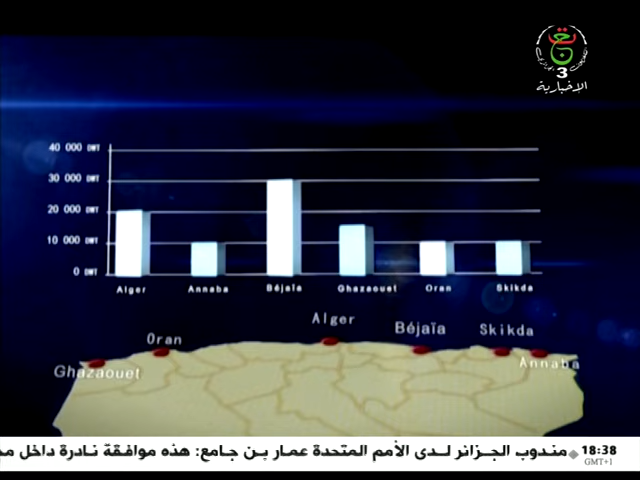 3
الإخبارية
40 000 DWT
30 000 DWT
20 000 DWT
10 000 DWT
0 DWT
Alger Annaba Béjaïa Ghazaouet Oran Skikda
Alger
Oran
Béjaïa
Skikda
Ghazaouet
Annaba
18:38
GMT+1
مندوب الجزائر لدى الأمم المتحدة عمار بن جامع: هذه موافقة نادرة داخل